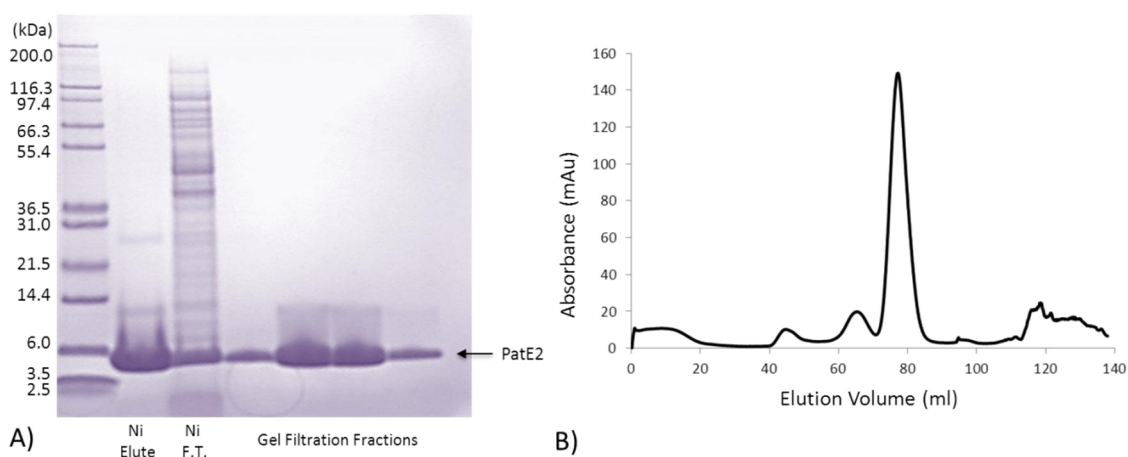 (kDa)
200.0
116.3
97.4
66.3
55.4
36.5
31.0
21.5
14.4
6.0
3.5
2.5
PatE2
Ni
Elute
Ni
F.T.
Gel Filtration Fractions
A)
160
140
120
100
80
60
40
20
0
Absorbance (mAu)
0
20
40
60
80
100
120
140
Elution Volume (ml)
B)